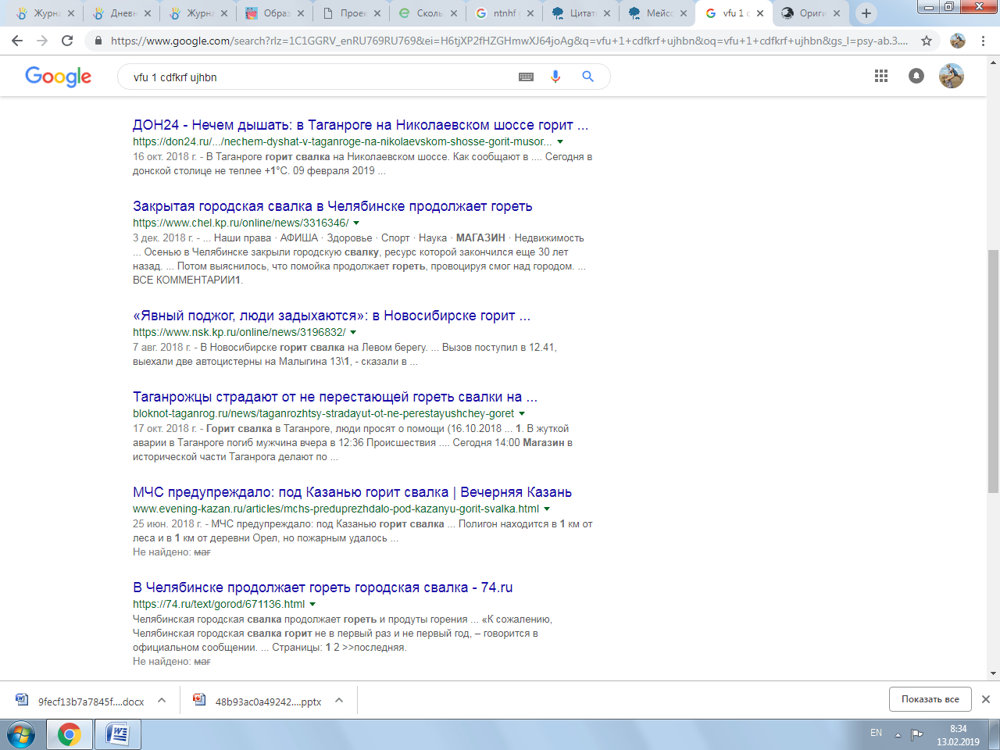 Журна
Дневн
Журна
Образ
Проек
Сколь
ntnhf
Цитат
Мейсо
vfu 1 c
Ориги
https://www.google.com/search?rlz=1C1GGRV_enRU769RU769&ei=H6tjXP2fHZGHmwXJ64joAg&q=vfu+1+cdfkrf+ujhbn&oq=vfu+1+cdfkrf+ujhbn&gs_l=psy-ab.3....
Google
vfu 1 cdfkrf ujhbn
ДОН24 - Нечем дышать: в Таганроге на Николаевском шоссе горит ...
https://don24.ru/.../nechem-dyshat-v-taganroge-na-nikolaevskom-shosse-gorit-musor...
16 окт. 2018 г. - В Таганроге горит свалка на Николаевском шоссе. Как сообщают в .... Сегодня в
донской столице не теплее +1°С. 09 февраля 2019 ...
Закрытая городская свалка в Челябинске продолжает гореть
https://www.chel.kp.ru/online/news/3316346/
3 дек. 2018 г. - ... Наши права · АФИША · Здоровье · Спорт · Наука · МАГАЗИН · Недвижимость
... Осенью в Челябинске закрыли городскую свалку, ресурс которой закончился еще 30 лет
назад. ... Потом выяснилось, что помойка продолжает гореть, провоцируя смог над городом. ...
ВСЕ КОММЕНТАРИИ1.
«Явный поджог, люди задыхаются»: в Новосибирске горит ...
https://www.nsk.kp.ru/online/news/3196832/
7 авг. 2018 г. - В Новосибирске горит свалка на Левом берегу. ... Вызов поступил в 12.41,
выехали две автоцистерны на Малыгина 13\1, - сказали в ...
Таганрожцы страдают от не перестающей гореть свалки на ...
bloknot-taganrog.ru/news/taganrozhtsy-stradayut-ot-ne-perestayushchey-goret
17 окт. 2018 г. - Горит свалка в Таганроге, люди просят о помощи (16.10.2018 ... 1. В жуткой
аварии в Таганроге погиб мужчина вчера в 12:36 Происшествия .... Сегодня 14:00 Магазин в
исторической части Таганрога делают по ...
МЧС предупреждало: под Казанью горит свалка | Вечерняя Казань
www.evening-kazan.ru/articles/mchs-preduprezhdalo-pod-kazanyu-gorit-svalka.html
25 июн. 2018 г. - МЧС предупреждало: под Казанью горит свалка ... Полигон находится в 1 км от
леса и в 1 км от деревни Орел, но пожарным удалось ...
Не найдено: маг
В Челябинске продолжает гореть городская свалка - 74.ru
https://74.ru/text/gorod/671136.html
Челябинская городская свалка продолжает гореть и продуты горения ... «К сожалению,
Челябинская городская свалка горит не в первый раз и не первый год, – говорится в
официальном сообщении. ... Страницы: 1 2 >>последняя.
Не найдено: маг
9fecf13b7a7845f....docx
48b93ac0a49242....pptx
Показать все
EN
8:34
13.02.2019